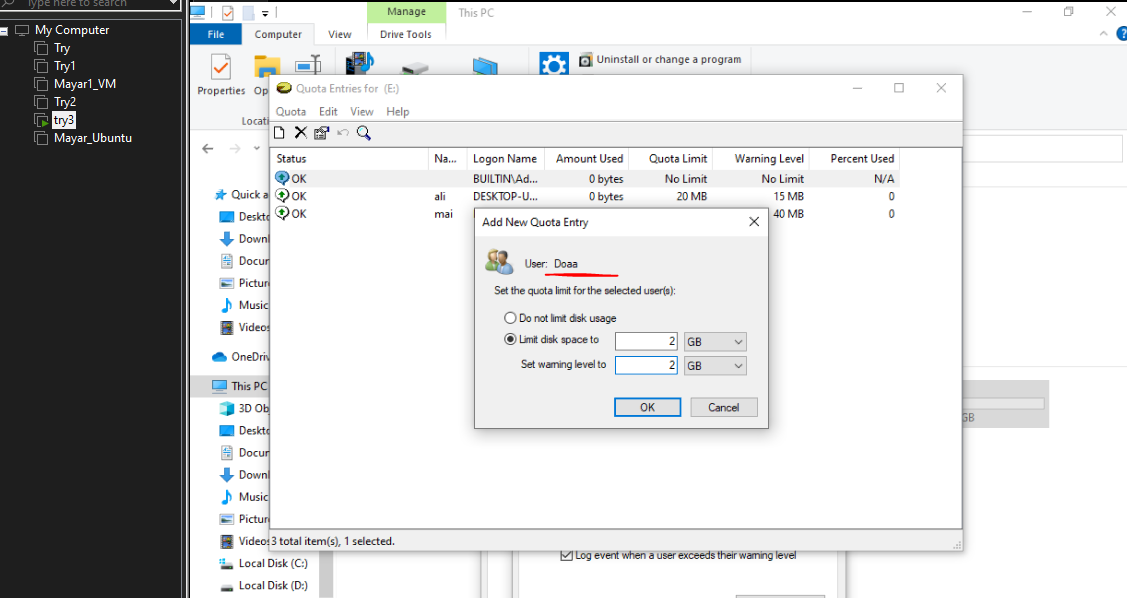 Type here to search
My Computer
Try
Try1
Mayar1_VM
Try2
try3
Mayar_Ubuntu
Manage
This PC
File
Computer
View
Drive Tools
Properties
Uninstall or change a program
Quota Entries for (E:)
Quota Edit View Help
Status Na... Logon Name Amount Used Quota Limit Warning Level Percent Used
OK BUILTIN\Ad... 0 bytes No Limit No Limit N/A
OK ali DESKTOP-U... 0 bytes 20 MB 15 MB 0
OK mai 40 MB 0
Add New Quota Entry
User: Doaa
Set the quota limit for the selected user(s):
Do not limit disk usage
Limit disk space to 2 GB
Set warning level to 2 GB
OK Cancel
Quick a
Deskt
Downl
Docur
Pictur
Music
Videos
OneDriv
This PC
3D Ob
Deskto
Docur
Downl
Music
Pictur
Videos
Local Disk (C:)
Local Disk (D:)
GB
3 total item(s), 1 selected.
Log event when a user exceeds their warning level